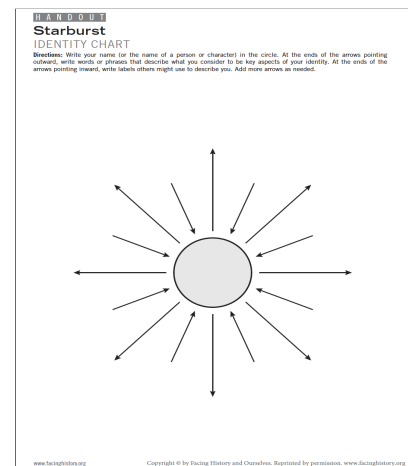 HANDOUT
Starburst
IDENTITY CHART
Directions: Write your name (or the name of a person or character) in the circle. At the ends of the arrows pointing
outward, write words or phrases that describe what you consider to be key aspects of your identity. At the ends of the
arrows pointing inward, write labels others might use to describe you. Add more arrows as needed.
www.facinghistory.org
Copyright © by Facing History and Ourselves. Reprinted by permission. www.facinghistory.org